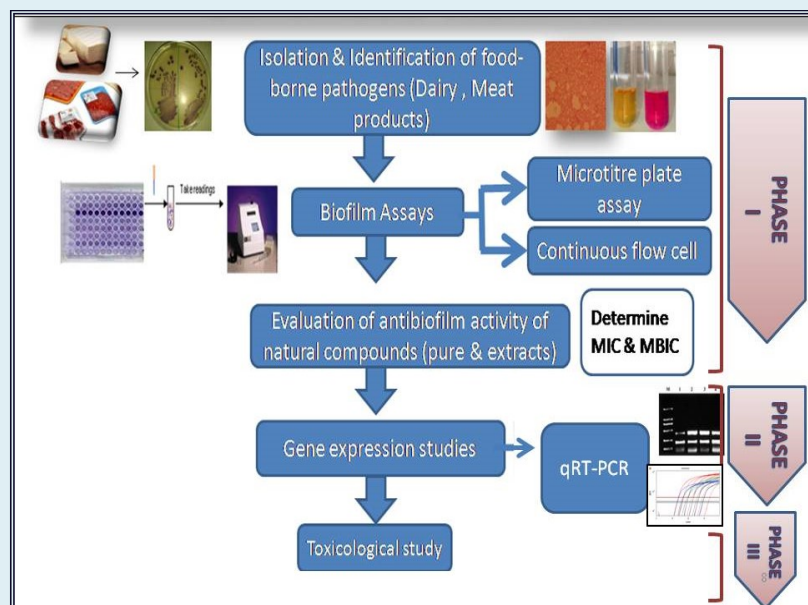 Isolation & Identification of food-
borne pathogens (Dairy , Meat
products)
Take readings
Biofilm Assays
Microtitre plate
assay
Continuous flow cell
Evaluation of antibiofilm activity of
natural compounds (pure & extracts)
Determine
MIC & MBIC
Gene expression studies
qRT-PCR
Toxicological study
PHASE
I
PHASE
II
PHASE
III
8